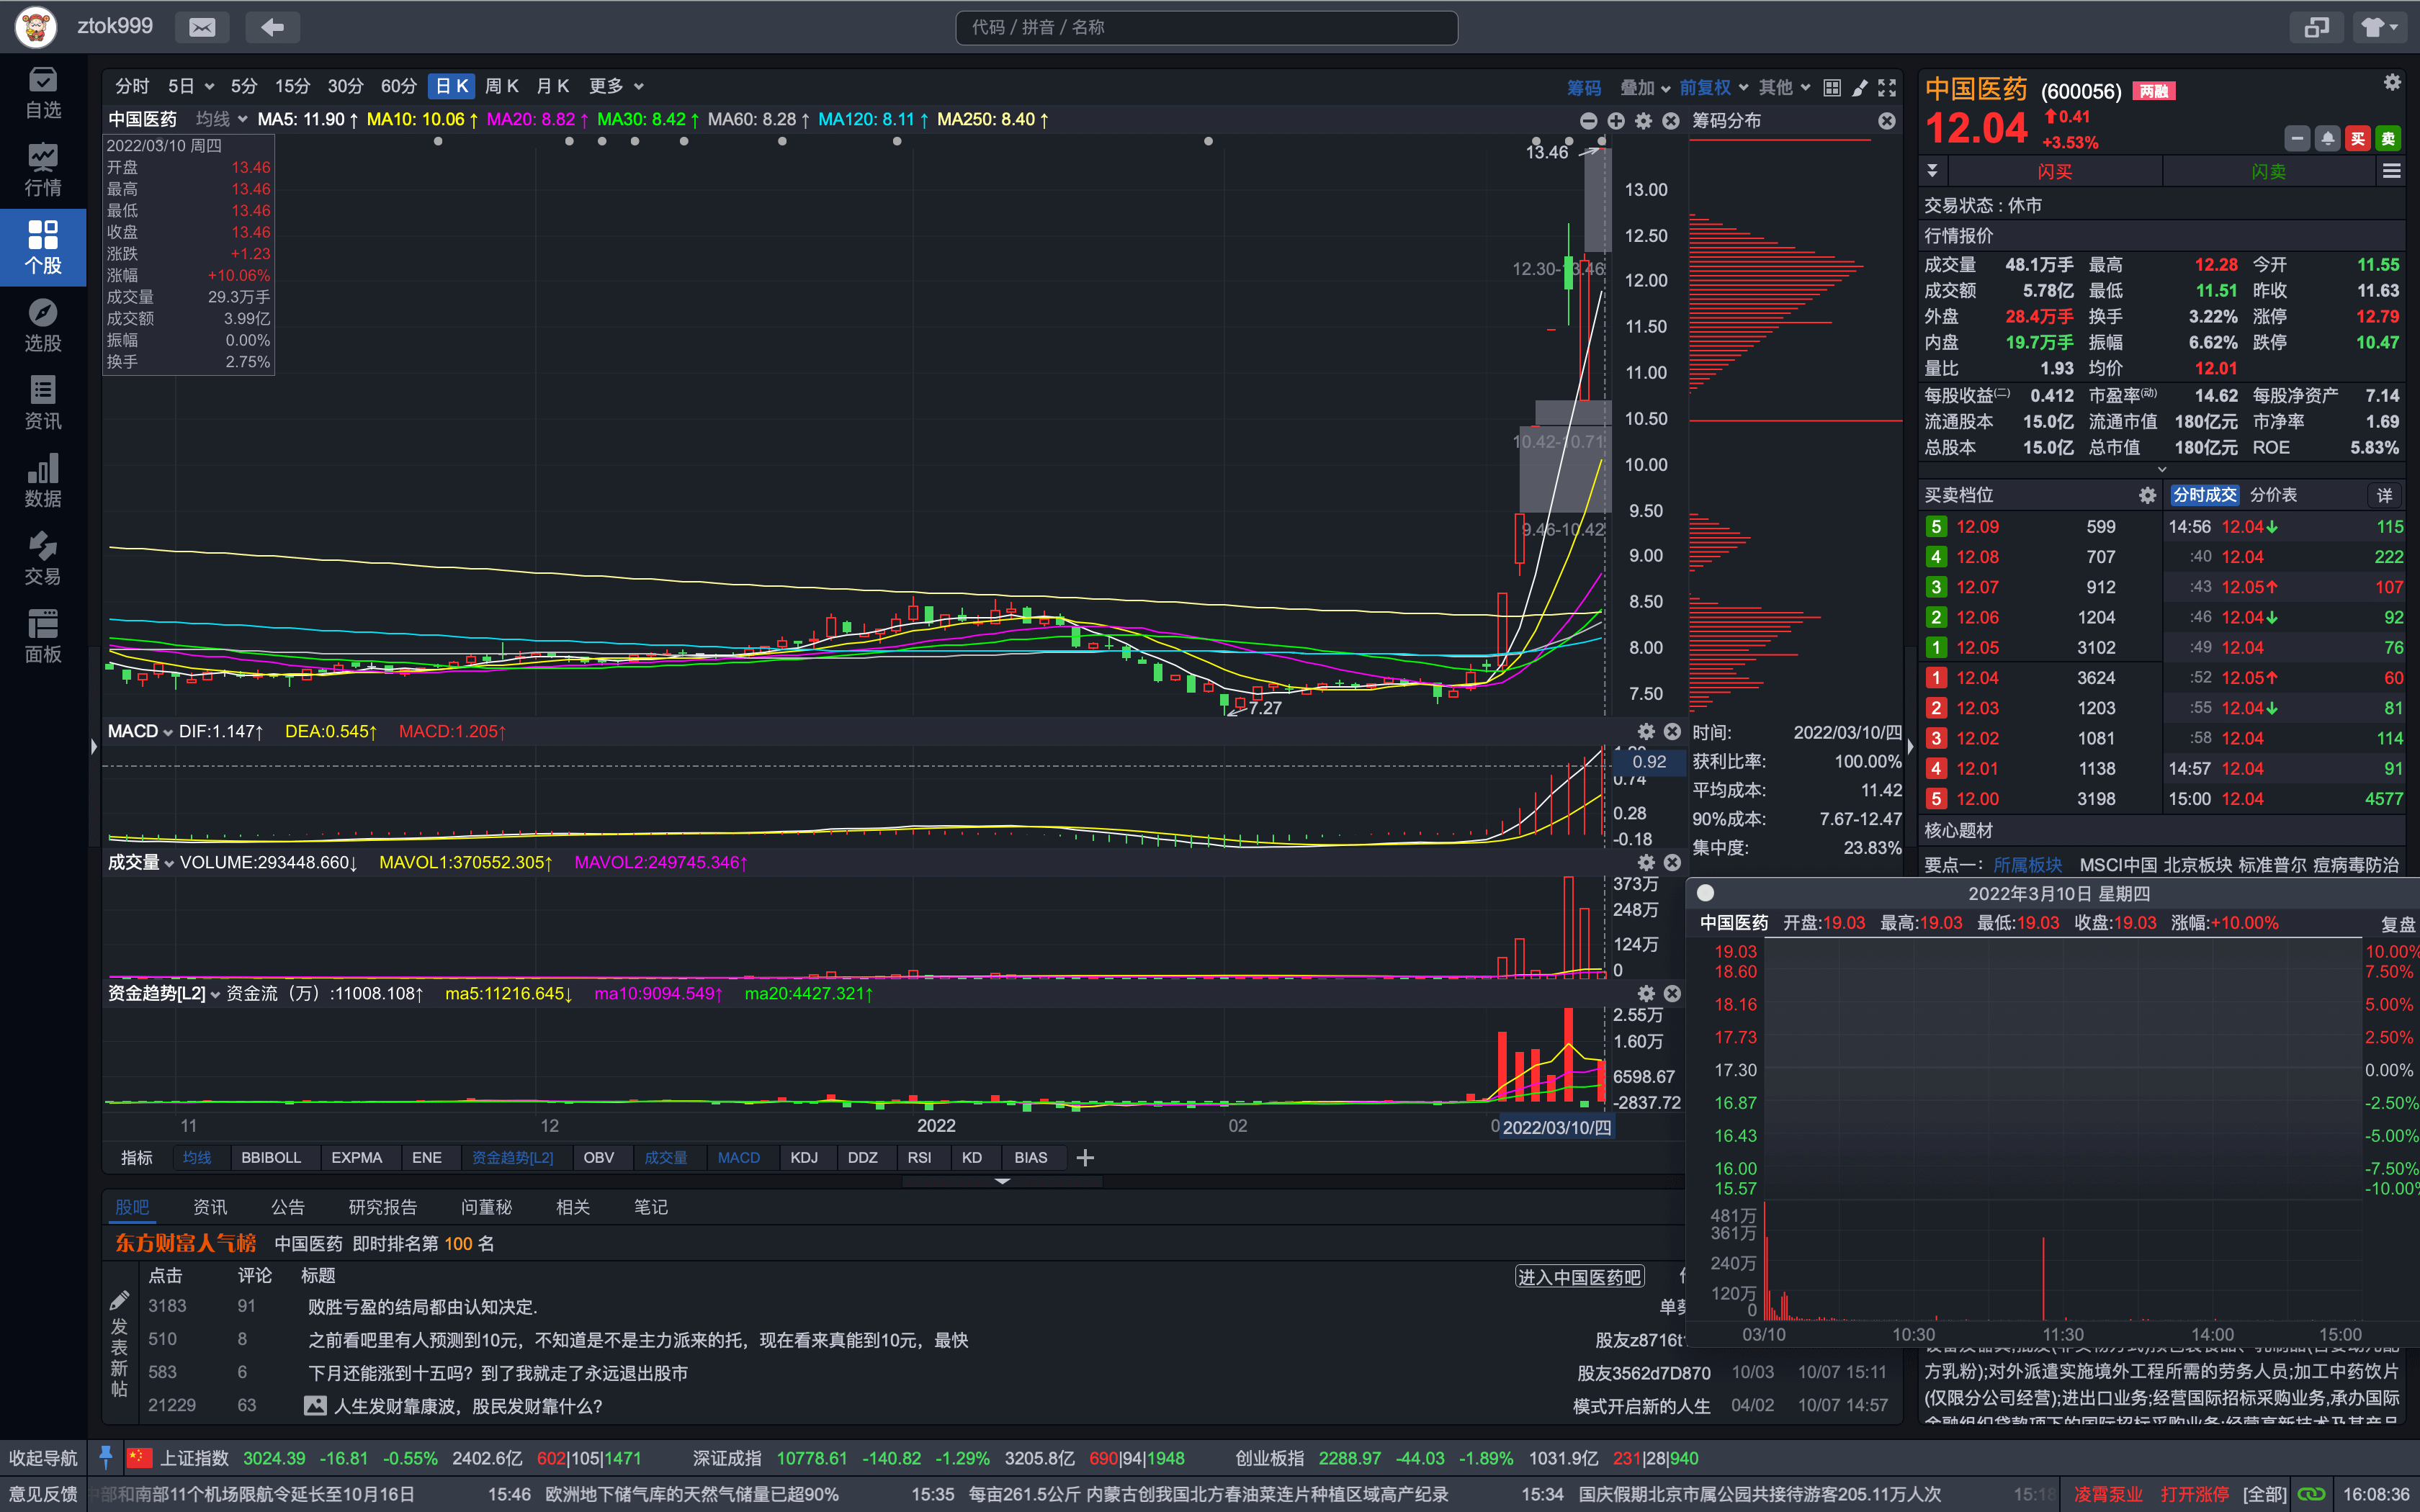 ztok999
代码 / 拼音 / 名称
自选
行情
个股
选股
资讯
数据
交易
面板
分时 5日 5分 15分 30分 60分 日K 周K 月K 更多
筹码 叠加 前复权 其他
中国医药 均线 MA5: 11.90↑ MA10: 10.06↑ MA20: 8.82↑ MA30: 8.42↑ MA60: 8.28↑ MA120: 8.11↑ MA250: 8.40↑
筹码分布
2022/03/10 周四
开盘 13.46
最高 13.46
最低 13.46
收盘 13.46
涨跌 +1.23
涨幅 +10.06%
成交量 29.3万手
成交额 3.99亿
振幅 0.00%
换手 2.75%
13.46
12.30-13.46
10.42-10.71
9.46-10.42
7.27
13.00
12.50
12.00
11.50
11.00
10.50
10.00
9.50
9.00
8.50
8.00
7.50
MACD DIF:1.147↑ DEA:0.545↑ MACD:1.205↑
0.92
0.74
0.28
-0.18
成交量 VOLUME:293448.660↓ MAVOL1:370552.305↑ MAVOL2:249745.346↑
373万
248万
124万
0
资金趋势[L2] 资金流（万）:11008.108↑ ma5:11216.645↓ ma10:9094.549↑ ma20:4427.321↑
2.55万
1.60万
6598.67
-2837.72
11 12 2022 02 0 2022/03/10/四
指标 均线 BBIBOLL EXPMA ENE 资金趋势[L2] OBV 成交量 MACD KDJ DDZ RSI KD BIAS
时间: 2022/03/10/四
获利比率: 100.00%
平均成本: 11.42
90%成本: 7.67-12.47
集中度: 23.83%
股吧 资讯 公告 研究报告 问董秘 相关 笔记
东方财富人气榜 中国医药 即时排名第 100 名
点击 评论 标题 进入中国医药吧
发表新帖
3183 91 败胜亏盈的结局都由认知决定.
510 8 之前看吧里有人预测到10元，不知道是不是主力派来的托，现在看来真能到10元，最快 股友z8716t
583 6 下月还能涨到十五吗？到了我就走了永远退出股市 股友3562d7D870 10/03 10/07 15:11
21229 63 人生发财靠康波，股民发财靠什么? 模式开启新的人生 04/02 10/07 14:57
中国医药 (600056) 两融
12.04 ↑0.41
+3.53%
买 卖
闪买 闪卖
交易状态 : 休市
行情报价
成交量 48.1万手 最高 12.28 今开 11.55
成交额 5.78亿 最低 11.51 昨收 11.63
外盘 28.4万手 换手 3.22% 涨停 12.79
内盘 19.7万手 振幅 6.62% 跌停 10.47
量比 1.93 均价 12.01
每股收益(二) 0.412 市盈率(动) 14.62 每股净资产 7.14
流通股本 15.0亿 流通市值 180亿元 市净率 1.69
总股本 15.0亿 总市值 180亿元 ROE 5.83%
买卖档位 分时成交 分价表 详
5 12.09 599 14:56 12.04↓ 115
4 12.08 707 :40 12.04 222
3 12.07 912 :43 12.05↑ 107
2 12.06 1204 :46 12.04↓ 92
1 12.05 3102 :49 12.04 76
1 12.04 3624 :52 12.05↑ 60
2 12.03 1203 :55 12.04↓ 81
3 12.02 1081 :58 12.04 114
4 12.01 1138 14:57 12.04 91
5 12.00 3198 15:00 12.04 4577
核心题材
要点一： 所属板块 MSCI中国 北京板块 标准普尔 痘病毒防治
2022年3月10日 星期四
中国医药 开盘:19.03 最高:19.03 最低:19.03 收盘:19.03 涨幅:+10.00% 复盘
19.03 10.00%
18.60 7.50%
18.16 5.00%
17.73 2.50%
17.30 0.00%
16.87 -2.50%
16.43 -5.00%
16.00 -7.50%
15.57 -10.00%
481万
361万
240万
120万
0
03/10 10:30 11:30 14:00 15:00
方乳粉);对外派遣实施境外工程所需的劳务人员;加工中药饮片
(仅限分公司经营);进出口业务;经营国际招标采购业务,承办国际
收起导航 上证指数 3024.39 -16.81 -0.55% 2402.6亿 602|105|1471 深证成指 10778.61 -140.82 -1.29% 3205.8亿 690|94|1948 创业板指 2288.97 -44.03 -1.89% 1031.9亿 231|28|940
意见反馈 部和南部11个机场限航令延长至10月16日 15:46 欧洲地下储气库的天然气储量已超90% 15:35 每亩261.5公斤 内蒙古创我国北方春油菜连片种植区域高产纪录 15:34 国庆假期北京市属公园共接待游客205.11万人次 15:18 凌霄泵业 打开涨停 [全部] 16:08:36